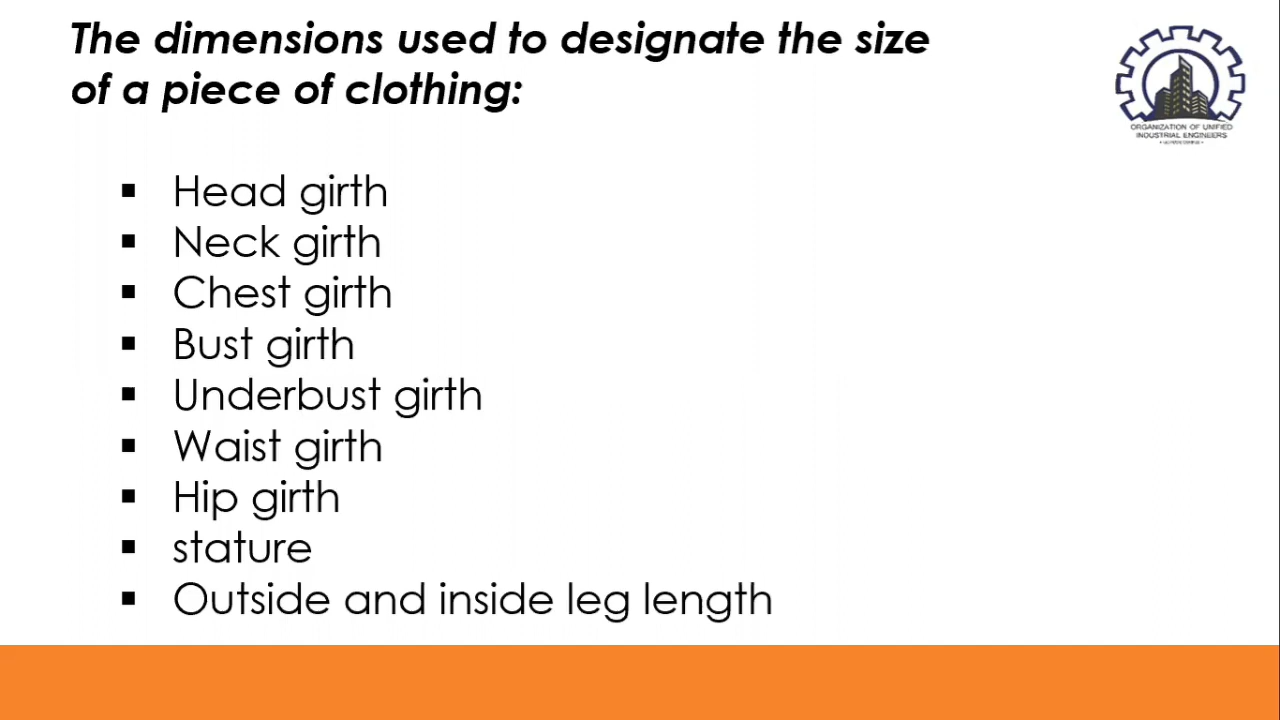 The dimensions used to designate the size
of a piece of clothing:
ORGANIZATION OF UNIFIED
INDUSTRIAL ENGINEERS
▪ Head girth
▪ Neck girth
▪ Chest girth
▪ Bust girth
▪ Underbust girth
▪ Waist girth
▪ Hip girth
▪ stature
▪ Outside and inside leg length